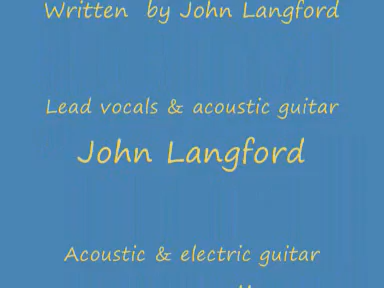 Written by John Langford
Lead vocals & acoustic guitar
John Langford
Acoustic & electric guitar